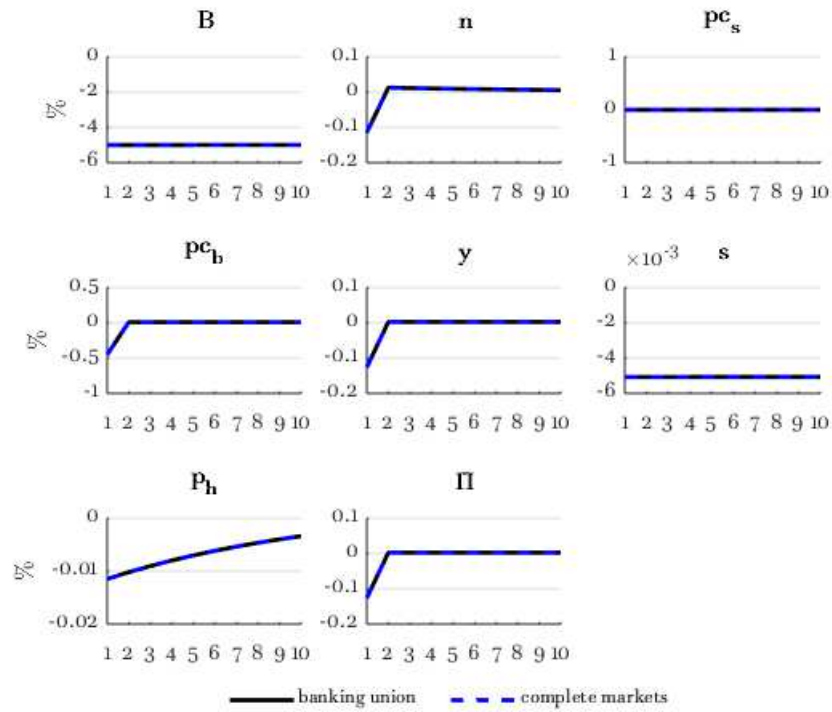 B n pc_s
0 0.1 1
-2 0 0
% -4 -0.1
-6 -0.2 -1
1 2 3 4 5 6 7 8 9 10 1 2 3 4 5 6 7 8 9 10 1 2 3 4 5 6 7 8 9 10
pc_b y ×10^-3 s
0.5 0.1 0
0 0 -2
% -0.5 -0.1 -4
-1 -0.2 -6
1 2 3 4 5 6 7 8 9 10 1 2 3 4 5 6 7 8 9 10 1 2 3 4 5 6 7 8 9 10
p_h Π
0 0.1
0
% -0.01 -0.1
-0.02 -0.2
1 2 3 4 5 6 7 8 9 10 1 2 3 4 5 6 7 8 9 10
banking union complete markets